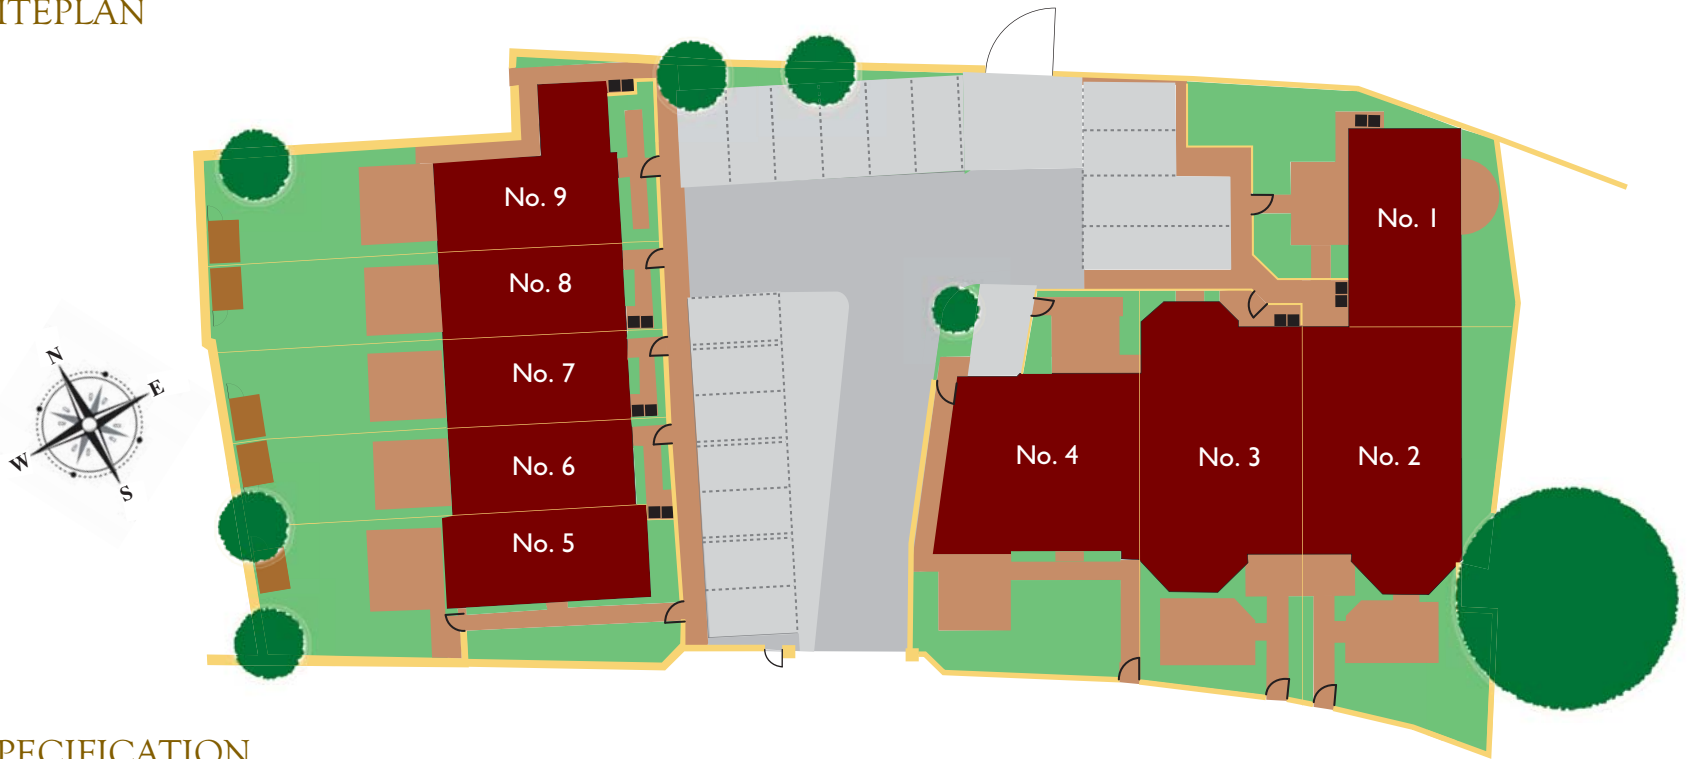 ITEPLAN
No. 9
No. 8
No. 7
No. 6
No. 5
No. 4
No. 3
No. 2
No. 1
N
E
W
S
PECIFICATION